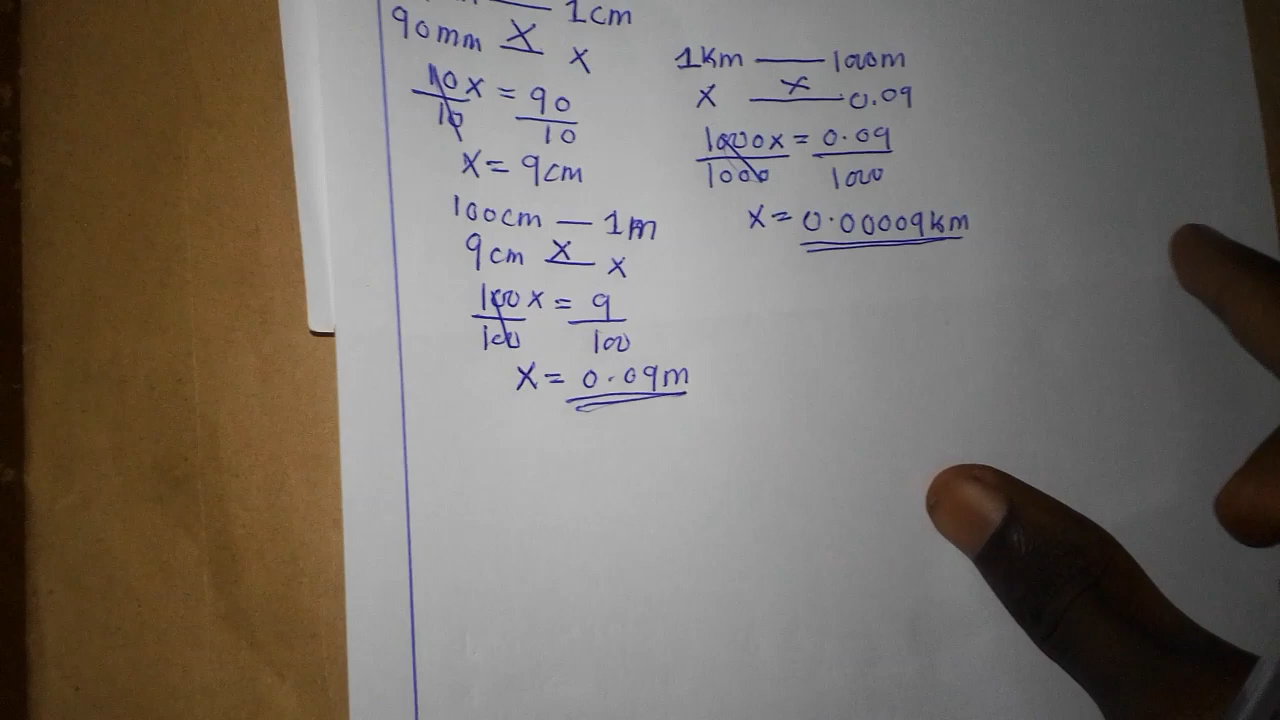 1cm
90mm x x
10x = 90
10 10
x = 9cm
100cm — 1m
9cm x x
100x = 9
100 100
x = 0.09m
1Km — 1000m
x x 0.09
1000x = 0.09
1000 1000
x = 0.00009km